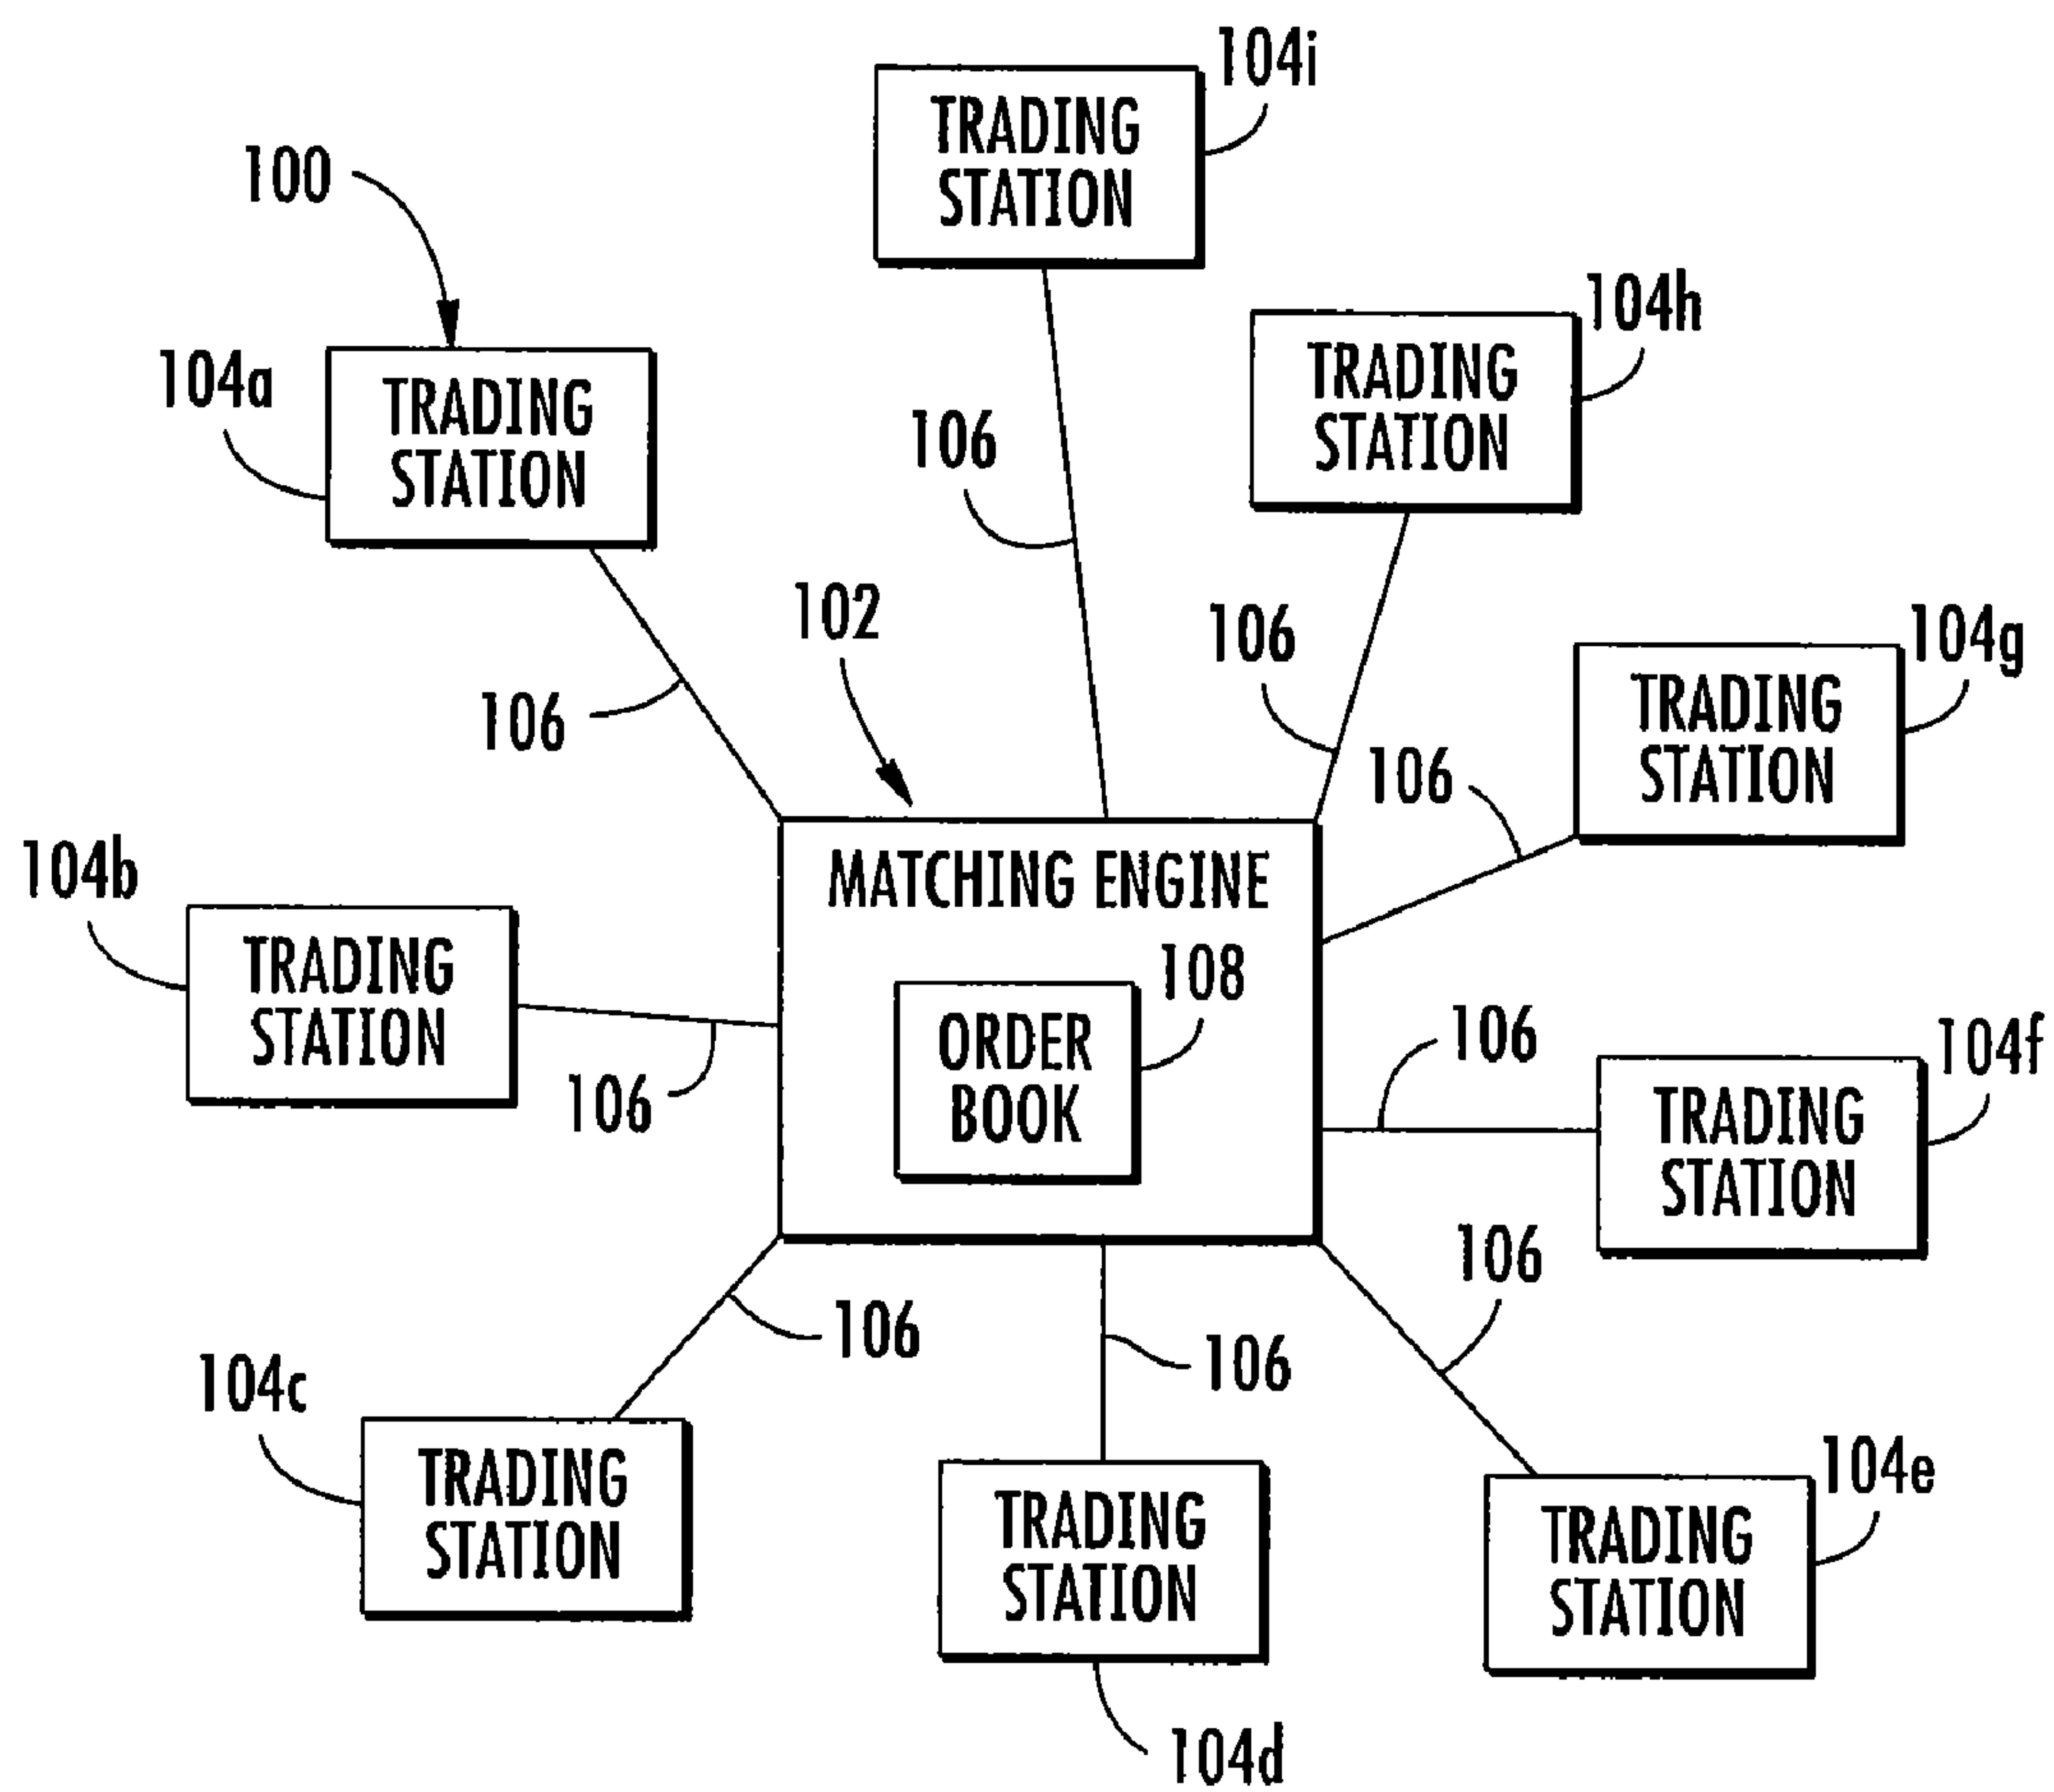 104i
TRADING
STATION
100
104h
TRADING
STATION
104a
TRADING
STATION
106
102
106
104g
TRADING
STATION
106
106
MATCHING ENGINE
104b
TRADING
STATION
108
ORDER
BOOK
106
106
104f
TRADING
STATION
106
106
106
104c
TRADING
STATION
104e
TRADING
STATION
TRADING
STATION
104d